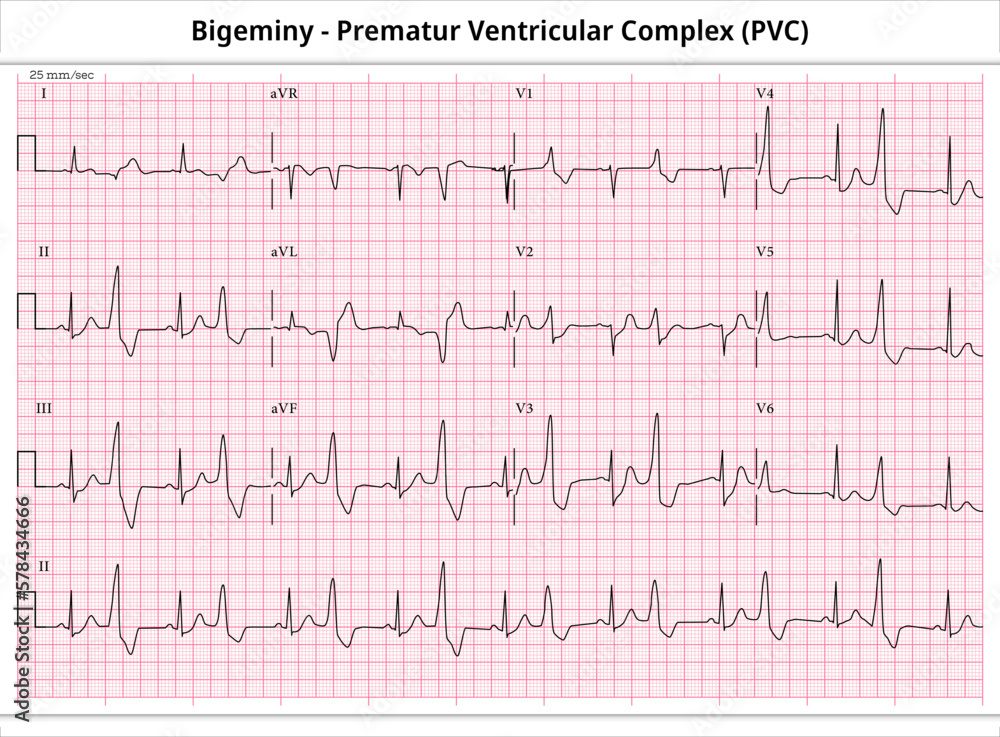 Bigeminy - Prematur Ventricular Complex (PVC)
25 mm/sec
I
aVR
V1
V4
II
aVL
V2
V5
III
aVF
V3
V6
II
Adobe Stock | #578434666